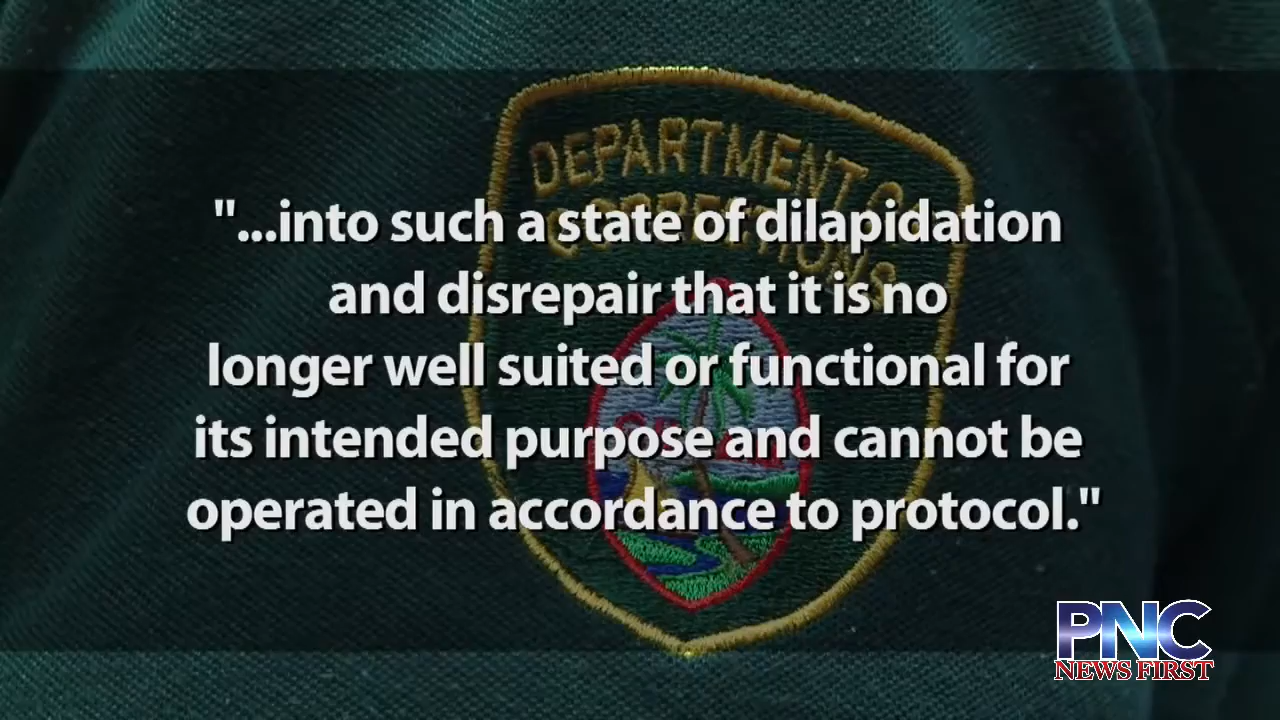 DEPARTMENT O
CORRECTIONS
"...into such a state of dilapidation
and disrepair that it is no
longer well suited or functional for
its intended purpose and cannot be
operated in accordance to protocol."
PNC
NEWS FIRST